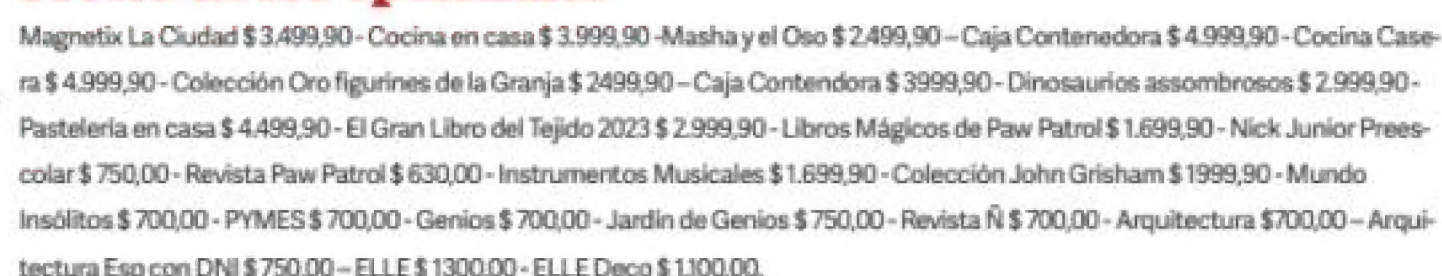 Magnetix La Ciudad $ 3.499,90 - Cocina en casa $ 3.999,90 -Masha y el Oso $ 2.499,90 – Caja Contenedora $ 4.999,90 - Cocina Case-
ra $ 4.999,90 - Colección Oro figurines de la Granja $ 2499,90 – Caja Contendora $ 3999,90 - Dinosaurios assombrosos $ 2.999,90 -
Pastelería en casa $ 4.499,90 - El Gran Libro del Tejido 2023 $ 2.999,90 - Libros Mágicos de Paw Patrol $ 1.699,90 - Nick Junior Prees-
colar $ 750,00 - Revista Paw Patrol $ 630,00 - Instrumentos Musicales $ 1.699,90 - Colección John Grisham $ 1999,90 - Mundo
Insólitos $ 700,00 - PYMES $ 700,00 - Genios $ 700,00 - Jardín de Genios $ 750,00 - Revista Ñ $ 700,00 - Arquitectura $700,00 – Arqui-
tectura Esp con DNI $ 750,00 – ELLE $ 1300,00 - ELLE Deco $ 1.100,00.